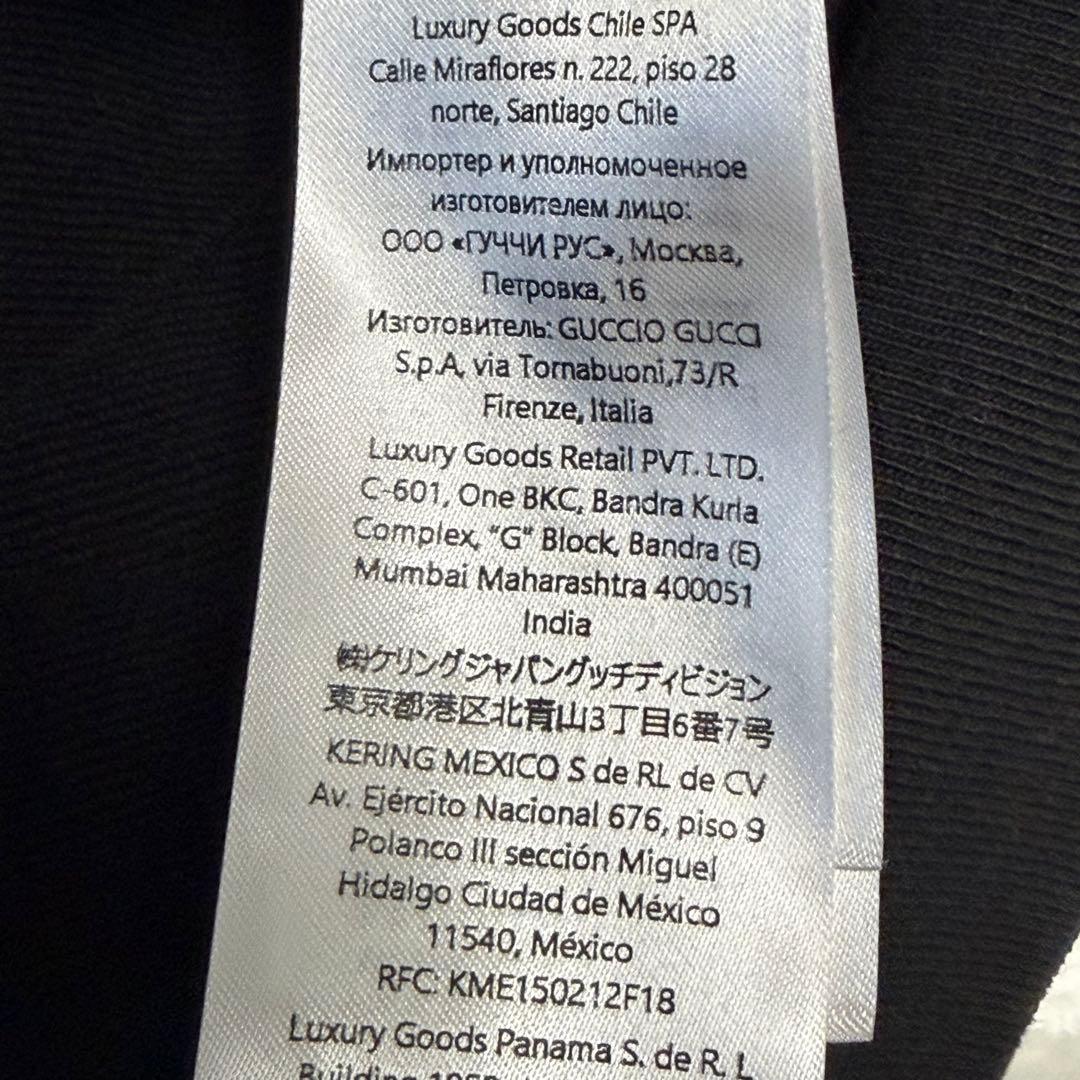 Luxury Goods Chile SPA
Calle Miraflores n. 222, piso 28
norte, Santiago Chile
Импортер и уполномоченное
изготовителем лицо:
ООО «ГУЧЧИ РУС», Москва,
Петровка, 16
Изготовитель: GUCCIO GUCCI
S.p.A, via Tornabuoni,73/R
Firenze, Italia
Luxury Goods Retail PVT. LTD.
C-601, One BKC, Bandra Kurla
Complex, "G" Block, Bandra (E)
Mumbai Maharashtra 400051
India
㈱ケリングジャパングッチディビジョン
東京都港区北青山3丁目6番7号
KERING MEXICO S de RL de CV
Av. Ejército Nacional 676, piso 9
Polanco III sección Miguel
Hidalgo Ciudad de México
11540, México
RFC: KME150212F18
Luxury Goods Panama S. de R. L
Building